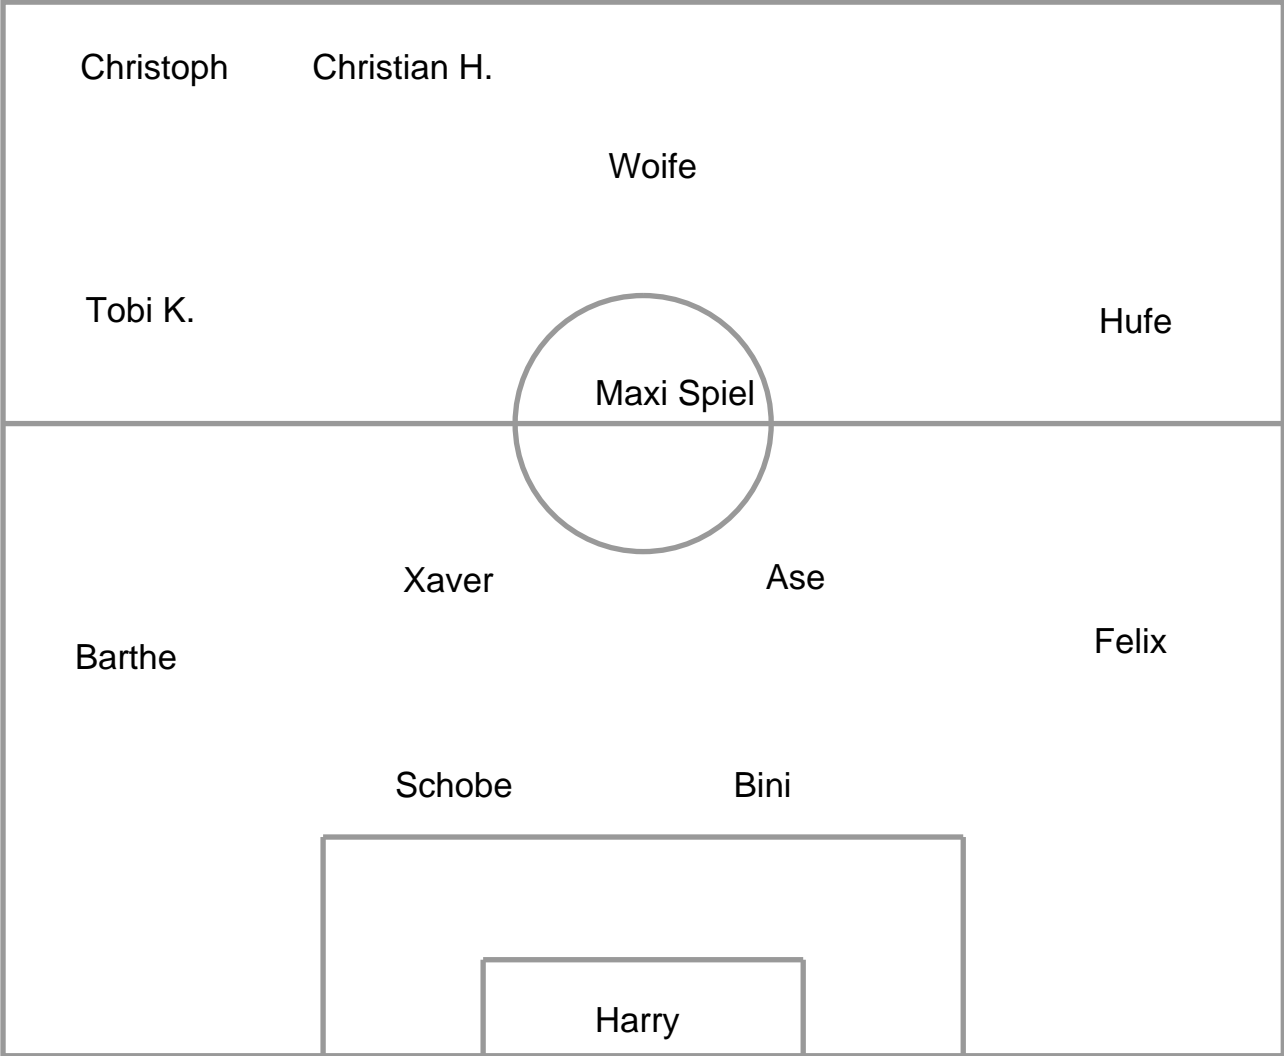 Christoph Christian H.
Woife
Tobi K.
Hufe
Maxi Spiel
Xaver Ase
Felix
Barthe
Schobe Bini
Harry